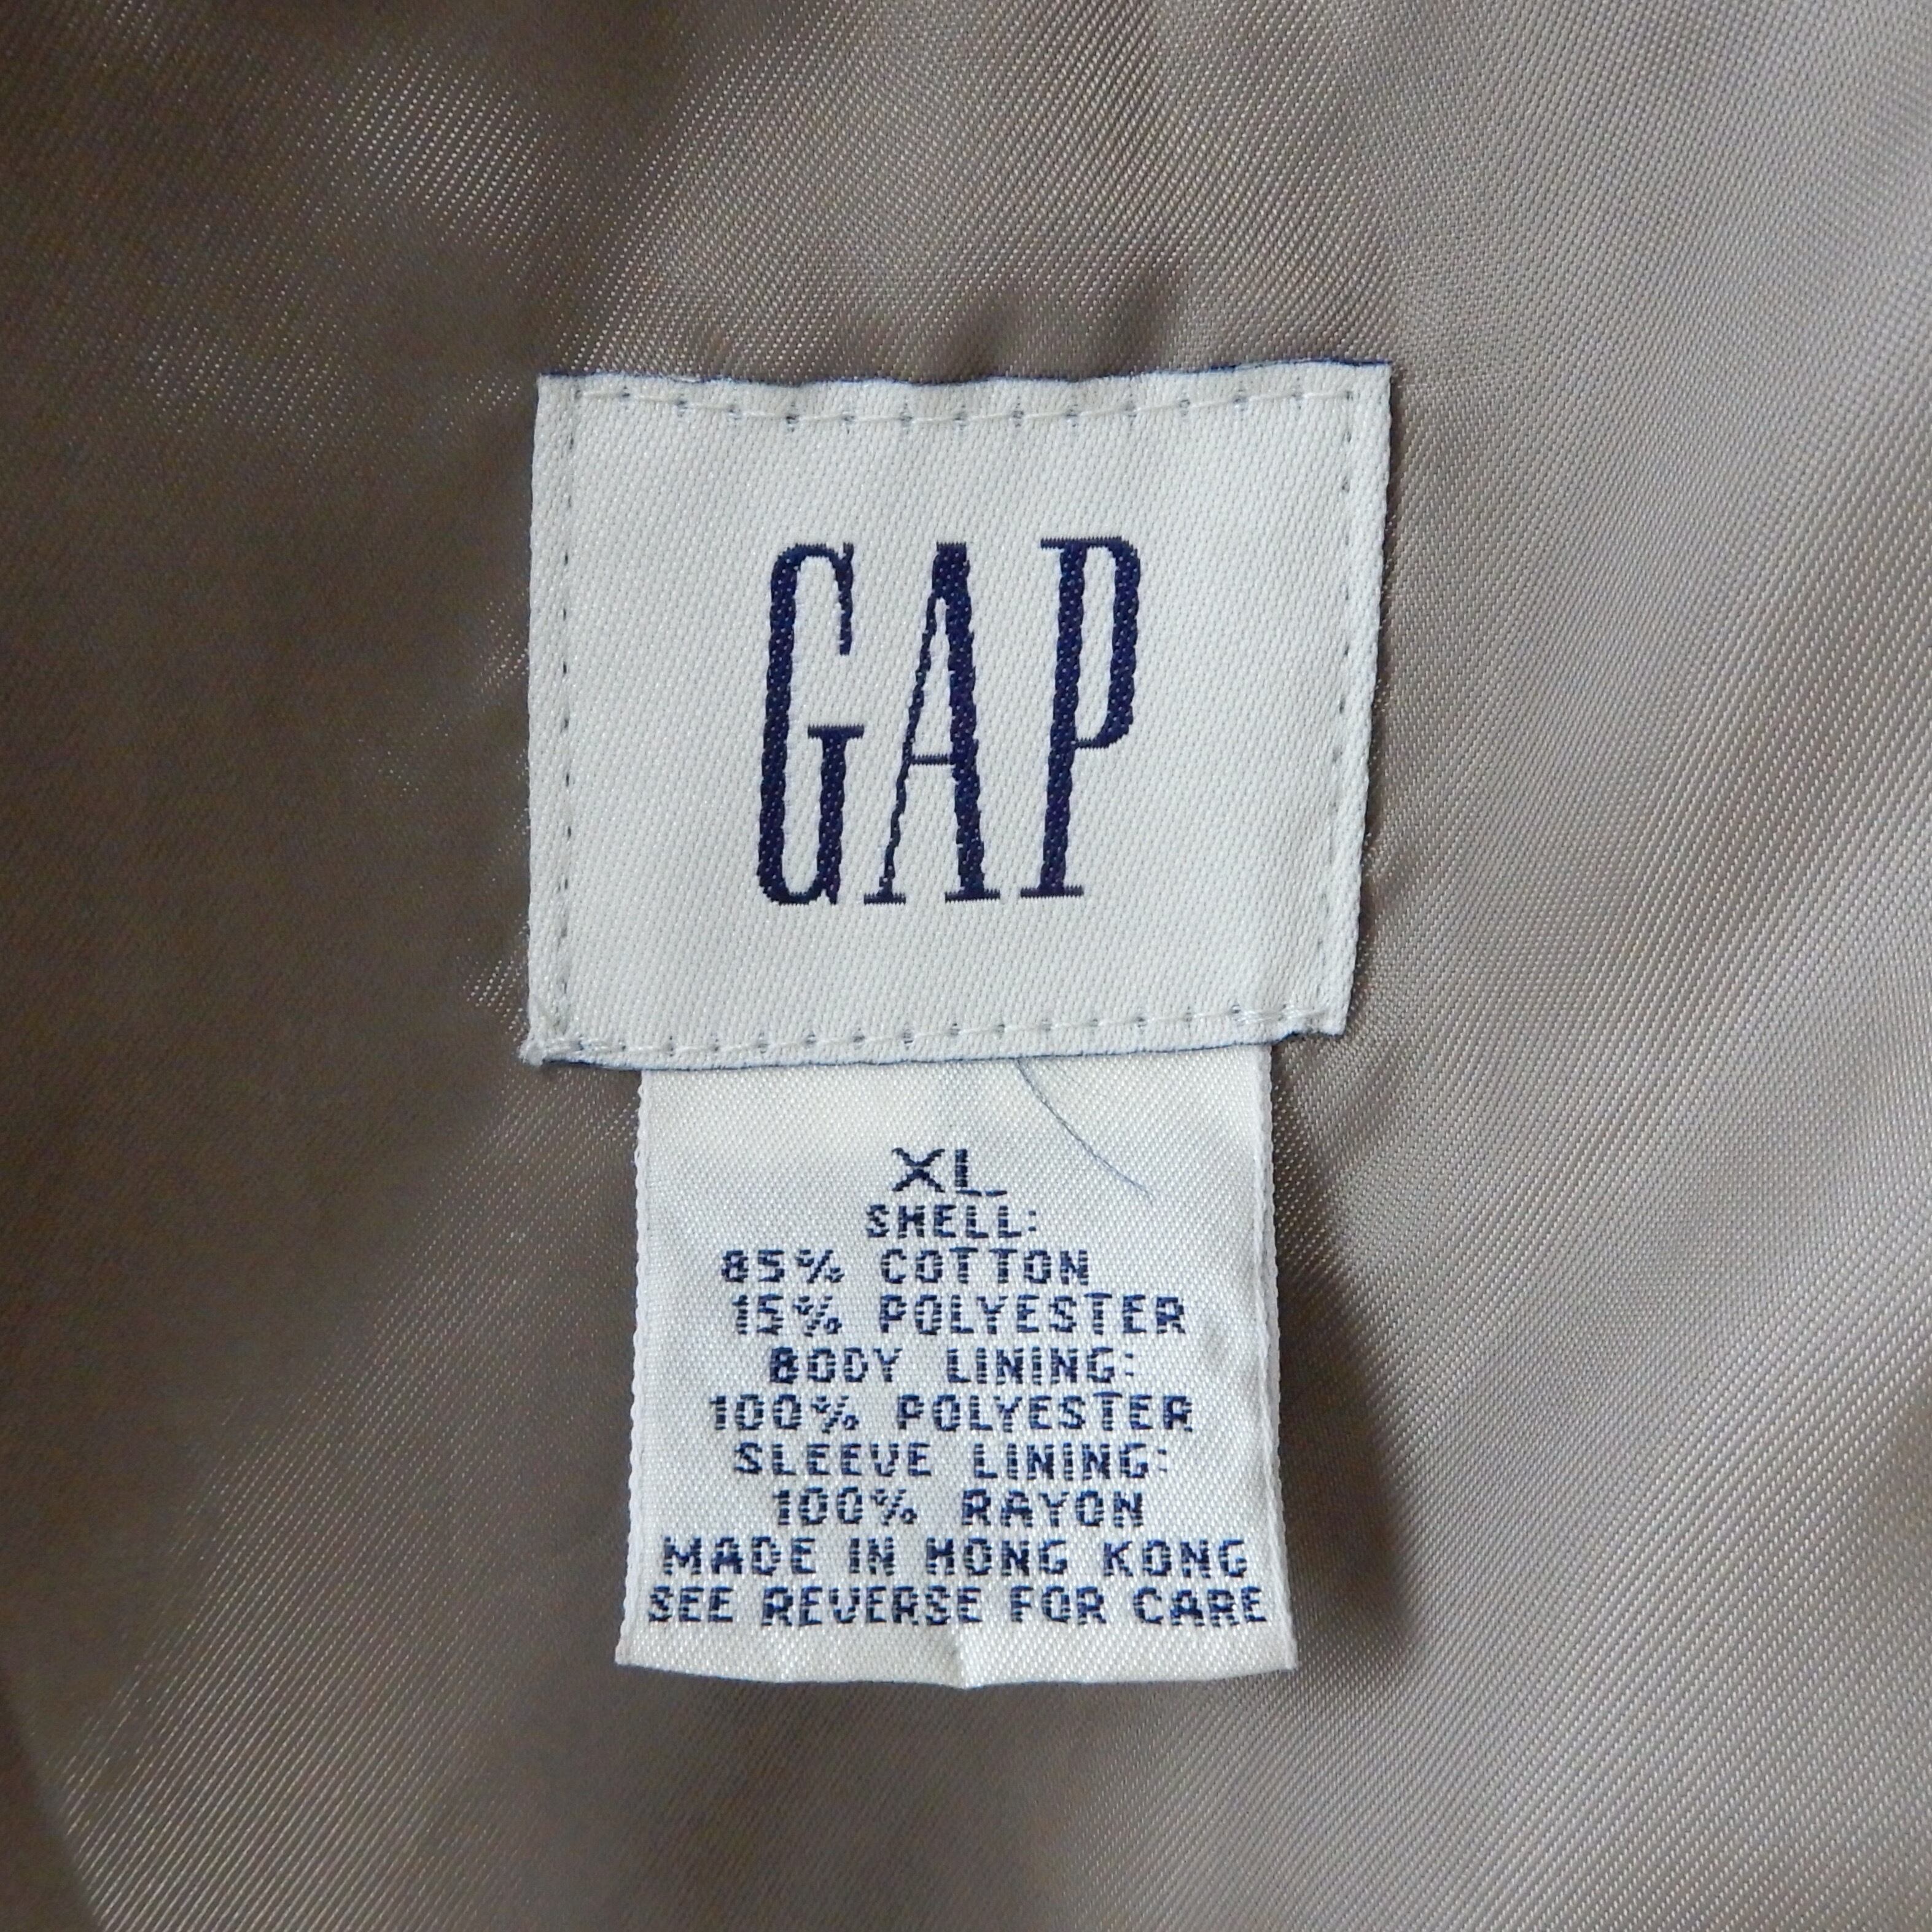 GAP
XL
SHELL:
85% COTTON
15% POLYESTER
BODY LINING:
100% POLYESTER
SLEEVE LINING:
100% RAYON
MADE IN HONG KONG
SEE REVERSE FOR CARE